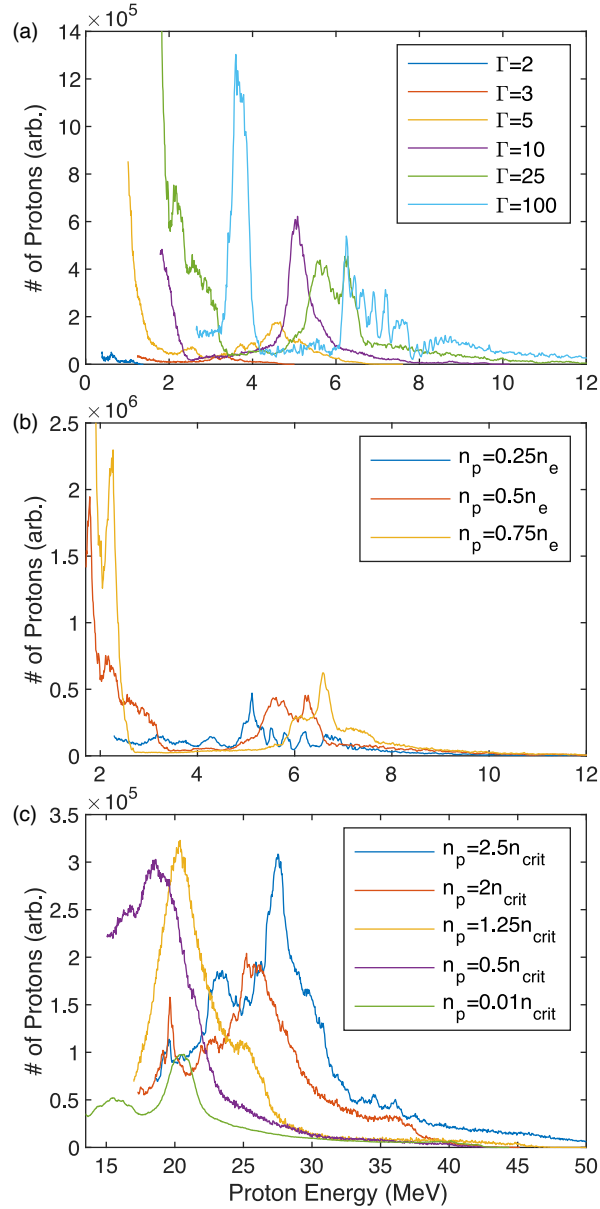 (a)
× 10^5
# of Protons (arb.)
14
12
10
8
6
4
2
0
Γ=2
Γ=3
Γ=5
Γ=10
Γ=25
Γ=100
0 2 4 6 8 10 12
(b)
× 10^6
# of Protons (arb.)
2.5
2
1.5
1
0.5
0
n_p=0.25n_e
n_p=0.5n_e
n_p=0.75n_e
2 4 6 8 10 12
(c)
× 10^5
# of Protons (arb.)
3.5
3
2.5
2
1.5
1
0.5
0
n_p=2.5n_crit
n_p=2n_crit
n_p=1.25n_crit
n_p=0.5n_crit
n_p=0.01n_crit
15 20 25 30 35 40 45 50
Proton Energy (MeV)